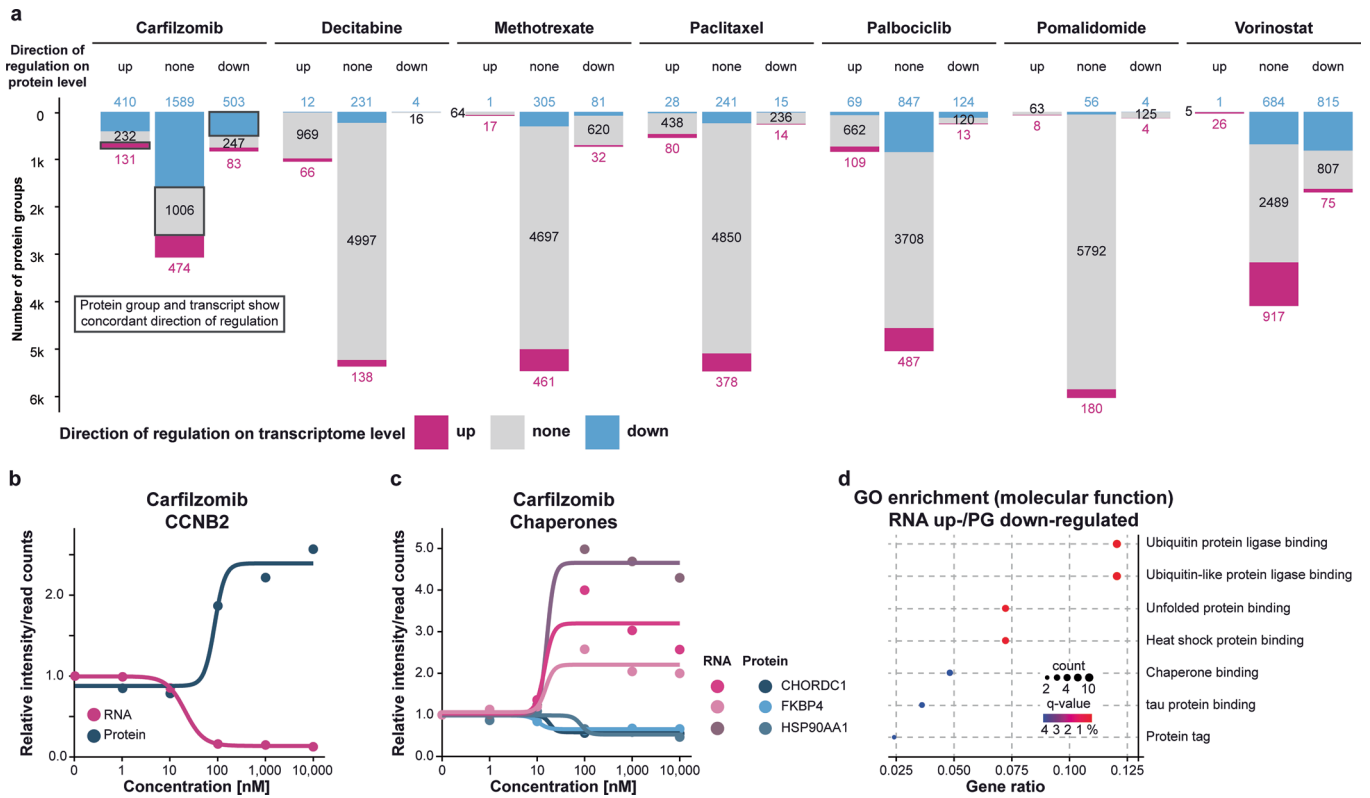 a
Carfilzomib Decitabine Methotrexate Paclitaxel Palbociclib Pomalidomide Vorinostat
Direction of
regulation on
protein level
up none down up none down up none down up none down up none down up none down up none down
410 1589 503 12 231 4 1 305 81 28 241 15 69 847 124 56 4 1 684 815
0 232 247 969 16 64 620 438 236 662 120 63 125 5
131 83 66 17 32 80 14 109 13 8 4 26
1k
807
75
1006 2489
2k
474 4997 4697 4850 3708 5792 917
3k
4k
5k
138 461 378 487 180
6k
Number of protein groups
Protein group and transcript show
concordant direction of regulation
Direction of regulation on transcriptome level up none down
b
Carfilzomib
CCNB2
Relative intensity/read counts
2.0
1.0
0.0
RNA
Protein
0 1 10 100 1,000 10,000
Concentration [nM]
c
Carfilzomib
Chaperones
Relative intensity/read counts
5.0
4.0
3.0
2.0
1.0
0.0
0 1 10 100 1,000 10,000
Concentration [nM]
RNA Protein
CHORDC1
FKBP4
HSP90AA1
d
GO enrichment (molecular function)
RNA up-/PG down-regulated
Ubiquitin protein ligase binding
Ubiquitin-like protein ligase binding
Unfolded protein binding
Heat shock protein binding
Chaperone binding
tau protein binding
Protein tag
count
2 4 10
q-value
4 3 2 1 %
0.025 0.050 0.075 0.100 0.125
Gene ratio